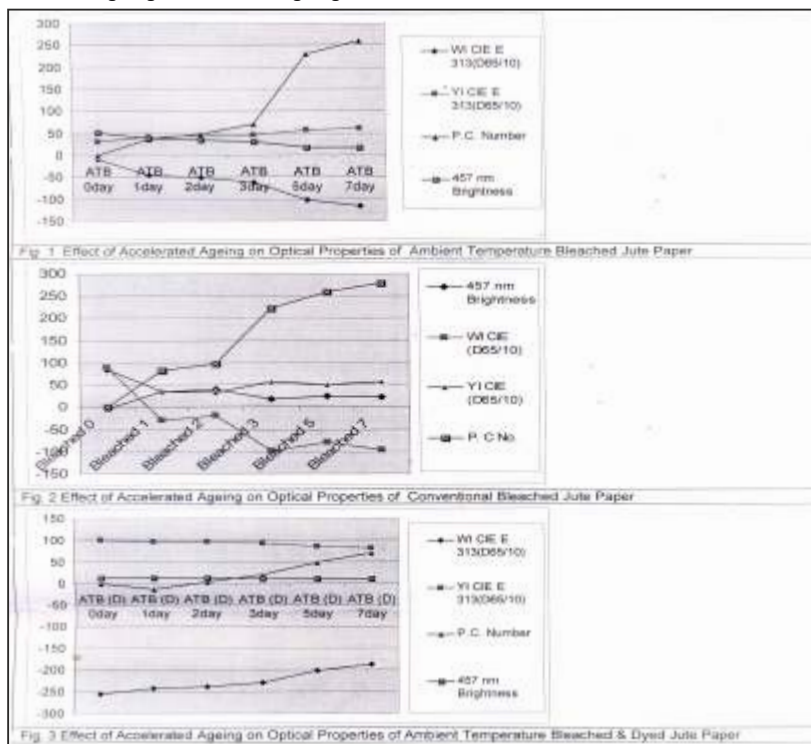 300
250
200
150
100
50
0
-50
-100
-150
ATB 0day
ATB 1day
ATB 2day
ATB 3day
ATB 5day
ATB 7day
WI CIE E 313(D65/10)
YI CIE E 313(D65/10)
P.C. Number
457 nm Brightness
Fig. 1 Effect of Accelerated Ageing on Optical Properties of Ambient Temperature Bleached Jute Paper
300
250
200
150
100
50
0
-50
-100
-150
Bleached 0
Bleached 1
Bleached 2
Bleached 3
Bleached 5
Bleached 7
457 nm Brightness
WI CIE (D65/10)
YI CIE (D65/10)
P. C No.
Fig. 2 Effect of Accelerated Ageing on Optical Properties of Conventional Bleached Jute Paper
150
100
50
0
-50
-100
-150
-200
-250
-300
ATB (D) 0day
ATB (D) 1day
ATB (D) 2day
ATB (D) 3day
ATB (D) 5day
ATB (D) 7day
WI CIE E 313(D65/10)
YI CIE E 313(D65/10)
P.C. Number
457 nm Brightness
Fig. 3 Effect of Accelerated Ageing on Optical Properties of Ambient Temperature Bleached & Dyed Jute Paper